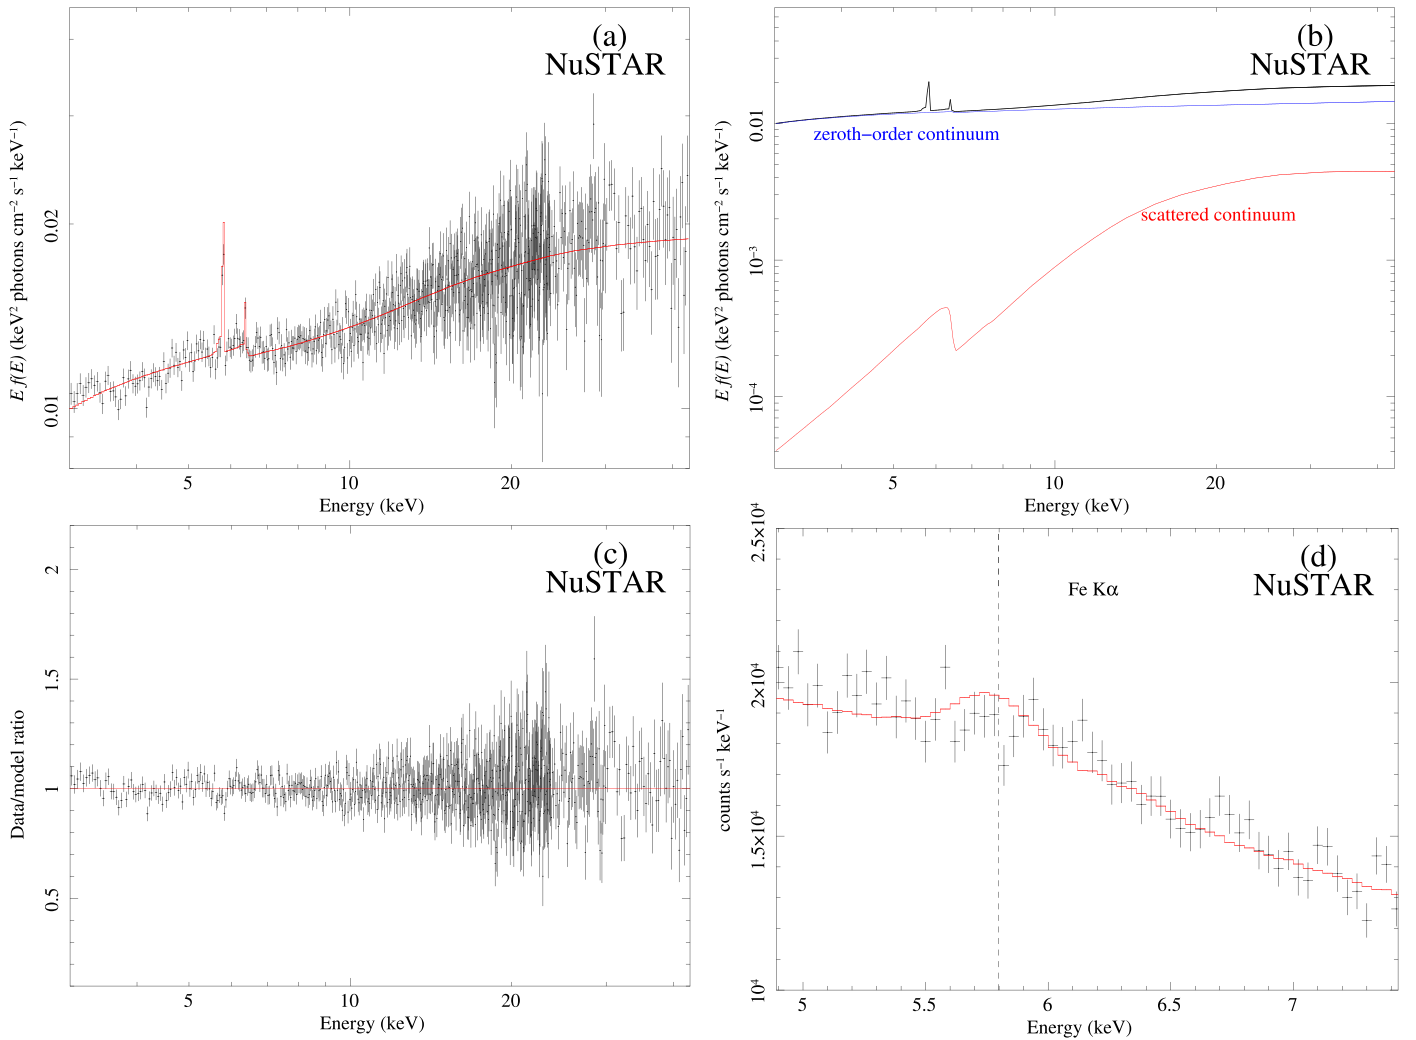 (a)
NuSTAR
E f(E) (keV² photons cm⁻² s⁻¹ keV⁻¹)
0.02
0.01
5 10 20
Energy (keV)
(b)
NuSTAR
E f(E) (keV² photons cm⁻² s⁻¹ keV⁻¹)
0.01
10⁻³
10⁻⁴
zeroth−order continuum
scattered continuum
5 10 20
Energy (keV)
(c)
NuSTAR
Data/model ratio
2
1.5
1
0.5
5 10 20
Energy (keV)
(d)
NuSTAR
Fe Kα
counts s⁻¹ keV⁻¹
2.5×10⁴
2×10⁴
1.5×10⁴
10⁴
5 5.5 6 6.5 7
Energy (keV)